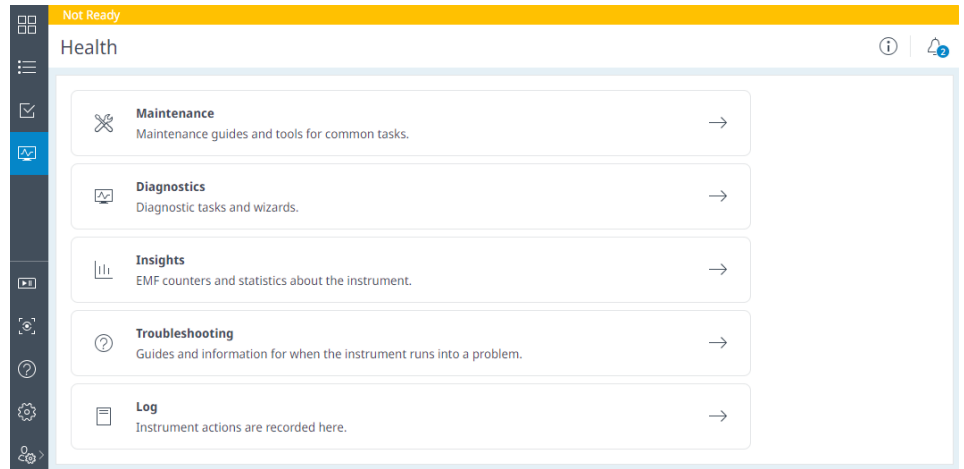 Not Ready
Health
2
Maintenance
Maintenance guides and tools for common tasks.
Diagnostics
Diagnostic tasks and wizards.
Insights
EMF counters and statistics about the instrument.
Troubleshooting
Guides and information for when the instrument runs into a problem.
Log
Instrument actions are recorded here.